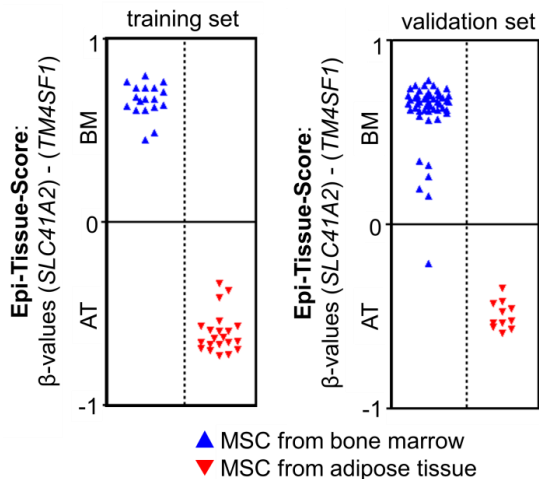 training set
validation set
Epi-Tissue-Score:
β-values (SLC41A2) - (TM4SF1)
BM
AT
1
0
-1
Epi-Tissue-Score:
β-values (SLC41A2) - (TM4SF1)
BM
AT
1
0
-1
MSC from bone marrow
MSC from adipose tissue